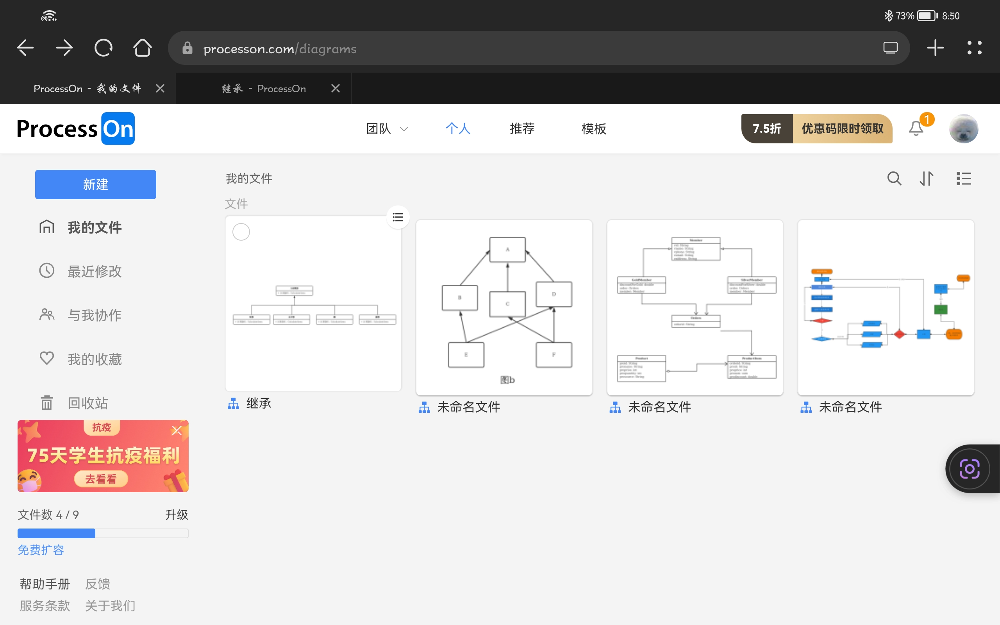 73% 8:50
processon.com/diagrams
ProcessOn - 我的文件
继承 - ProcessOn
ProcessOn
团队
个人
推荐
模板
7.5折 优惠码限时领取
1
新建
我的文件
最近修改
与我协作
我的收藏
回收站
抗疫
75天学生抗疫福利
去看看
文件数 4 / 9
升级
免费扩容
帮助手册 反馈
服务条款 关于我们
我的文件
文件
继承
A
B
C
D
E
F
图b
未命名文件
Member
GoldMember
SilverMember
Orders
Product
ProductItem
未命名文件
未命名文件